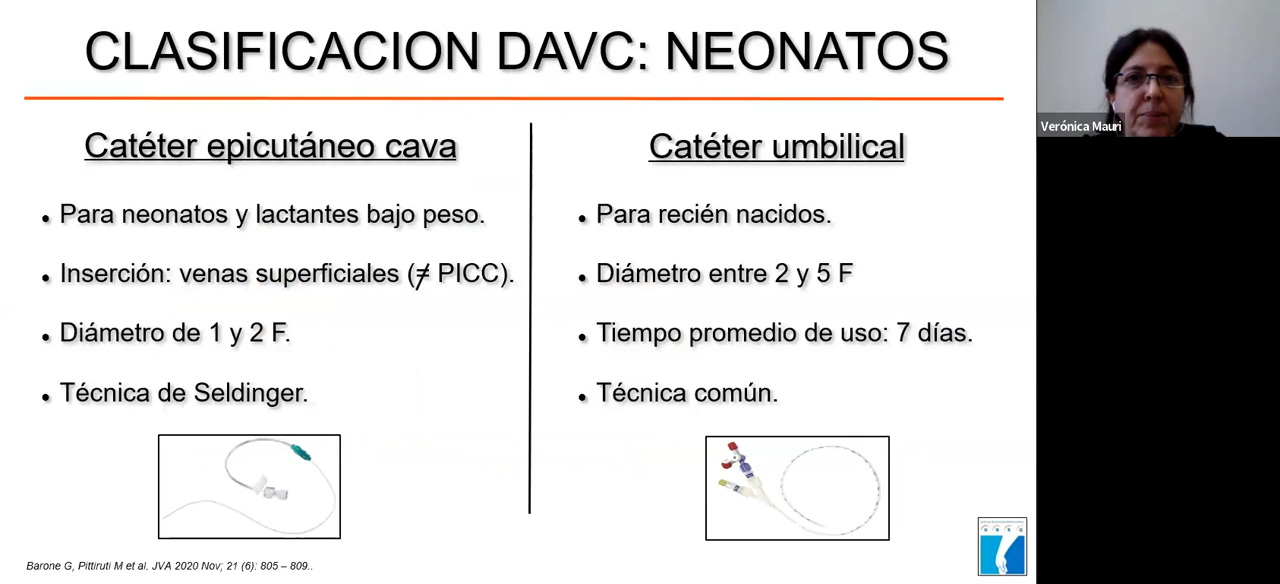 CLASIFICACION DAVC: NEONATOS
Catéter epicutáneo cava
• Para neonatos y lactantes bajo peso.
• Inserción: venas superficiales (≠ PICC).
• Diámetro de 1 y 2 F.
• Técnica de Seldinger.
Catéter umbilical
• Para recién nacidos.
• Diámetro entre 2 y 5 F
• Tiempo promedio de uso: 7 días.
• Técnica común.
Barone G, Pittiruti M et al. JVA 2020 Nov; 21 (6): 805 – 809..
Verónica Mauri